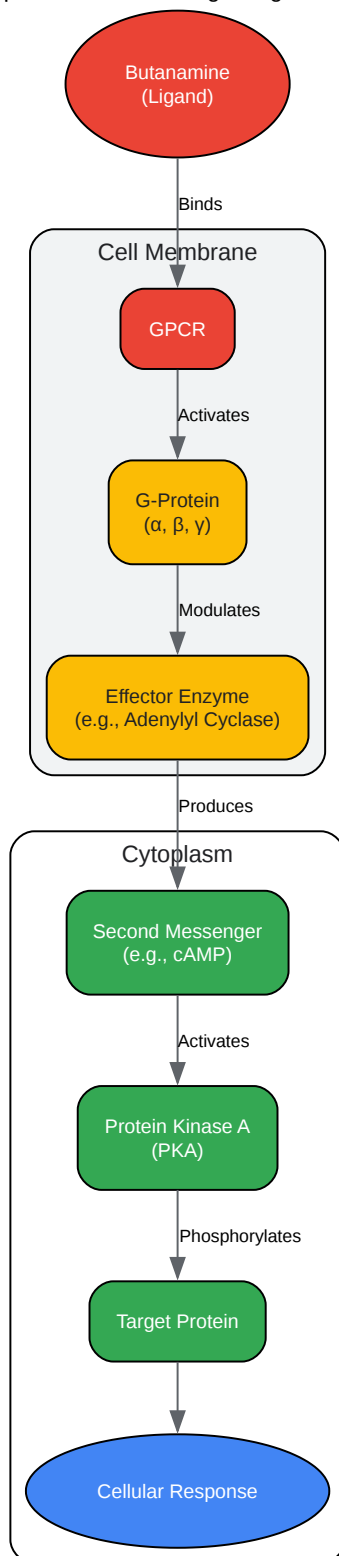 Butanamine
(Ligand)
Binds
Cell Membrane
GPCR
Activates
G-Protein
(α, β, γ)
Modulates
Effector Enzyme
(e.g., Adenylyl Cyclase)
Produces
Cytoplasm
Second Messenger
(e.g., cAMP)
Activates
Protein Kinase A
(PKA)
Phosphorylates
Target Protein
Cellular Response